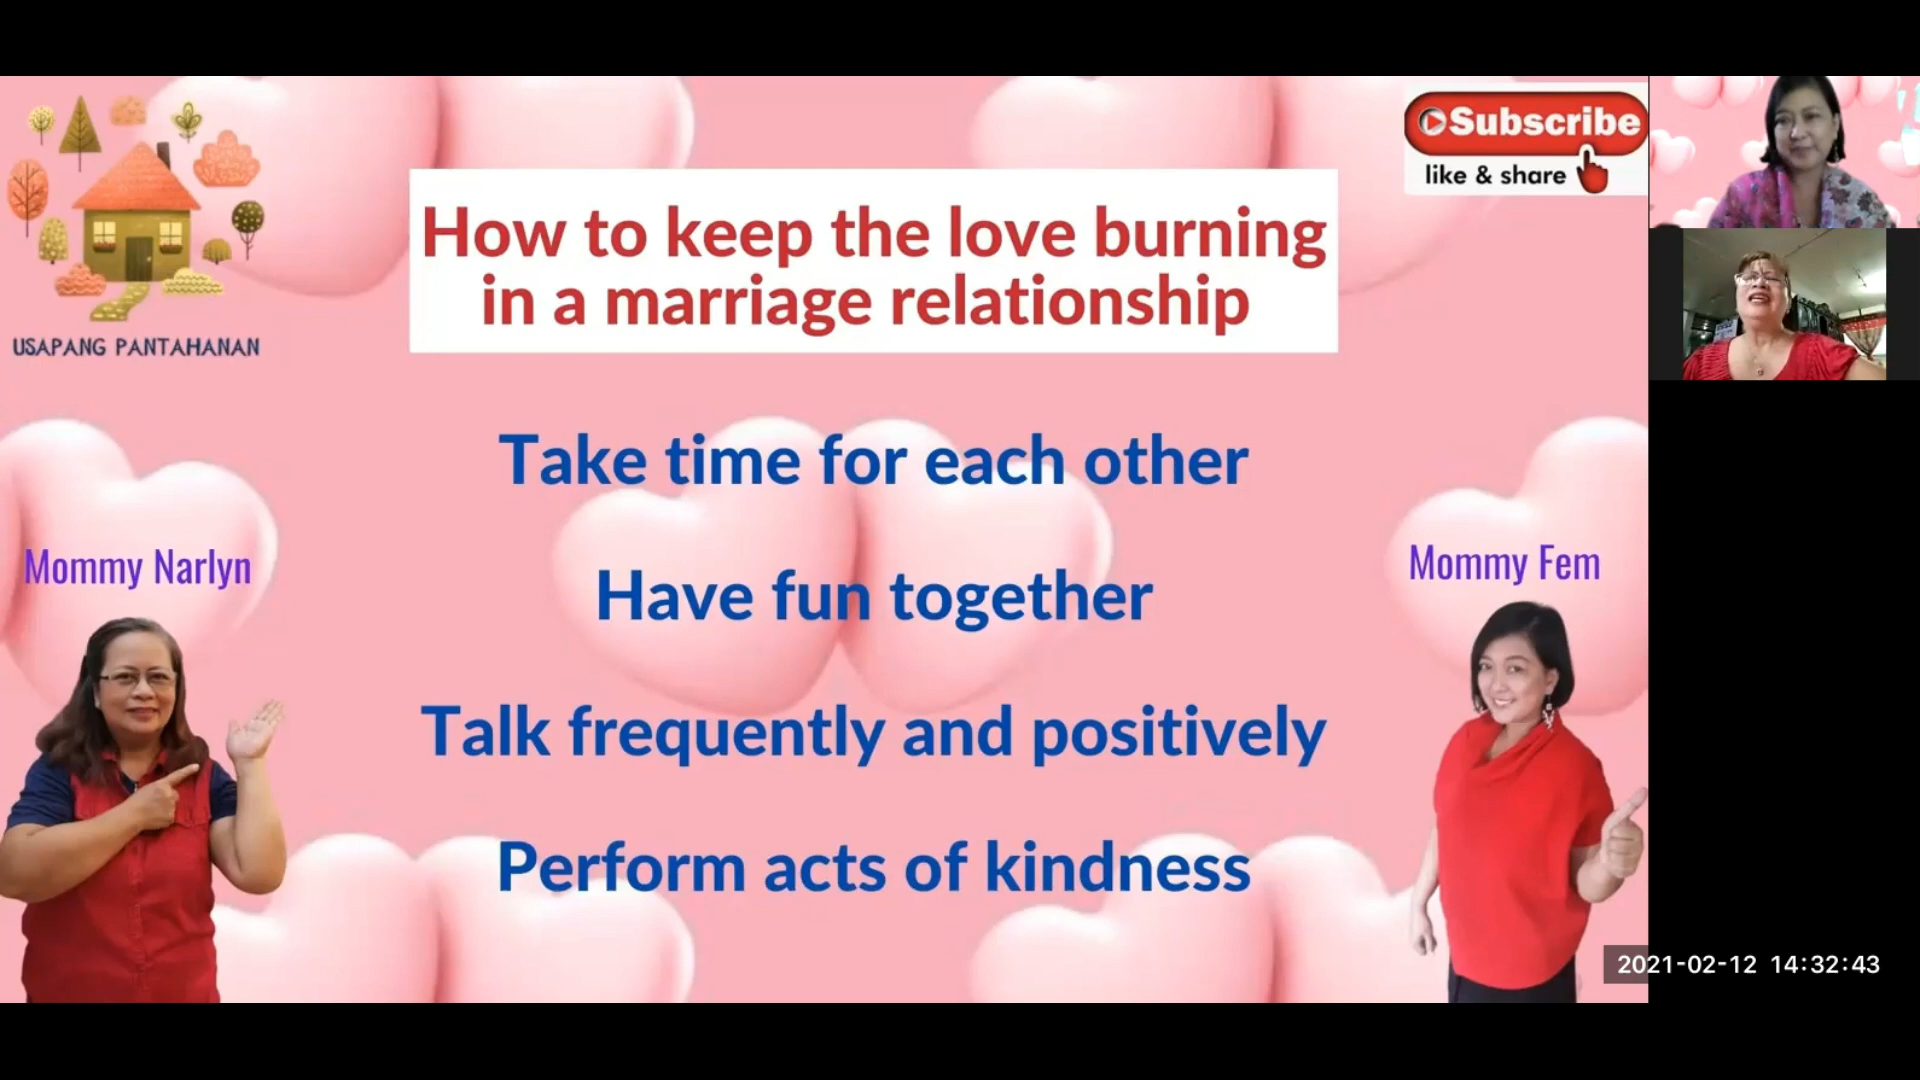 Subscribe
like & share
How to keep the love burning
in a marriage relationship
USAPANG PANTAHANAN
Take time for each other
Have fun together
Talk frequently and positively
Perform acts of kindness
Mommy Narlyn
Mommy Fem
2021-02-12 14:32:43